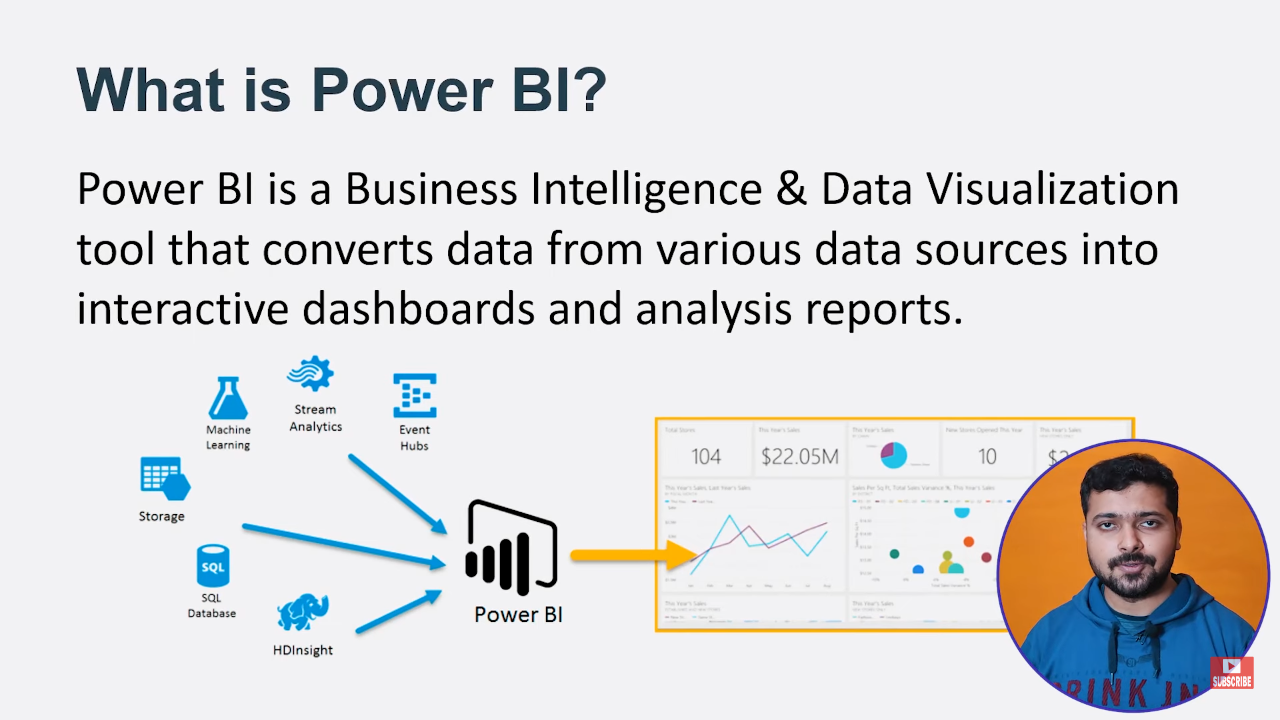 What is Power BI?
Power BI is a Business Intelligence & Data Visualization
tool that converts data from various data sources into
interactive dashboards and analysis reports.
Machine
Learning
Stream
Analytics
Event
Hubs
Storage
SQL
SQL
Database
HDInsight
Power BI
Total Stores
104
This Year's Sales
$22.05M
This Year's Sales
New Stores Opened This Year
10
This Year's Sales
This Year's Sales, Last Year's Sales
Sales Per Sq Ft, Total Sales Variance %, This Year's Sales
This Year's Sales
This Year's Sales
SUBSCRIBE